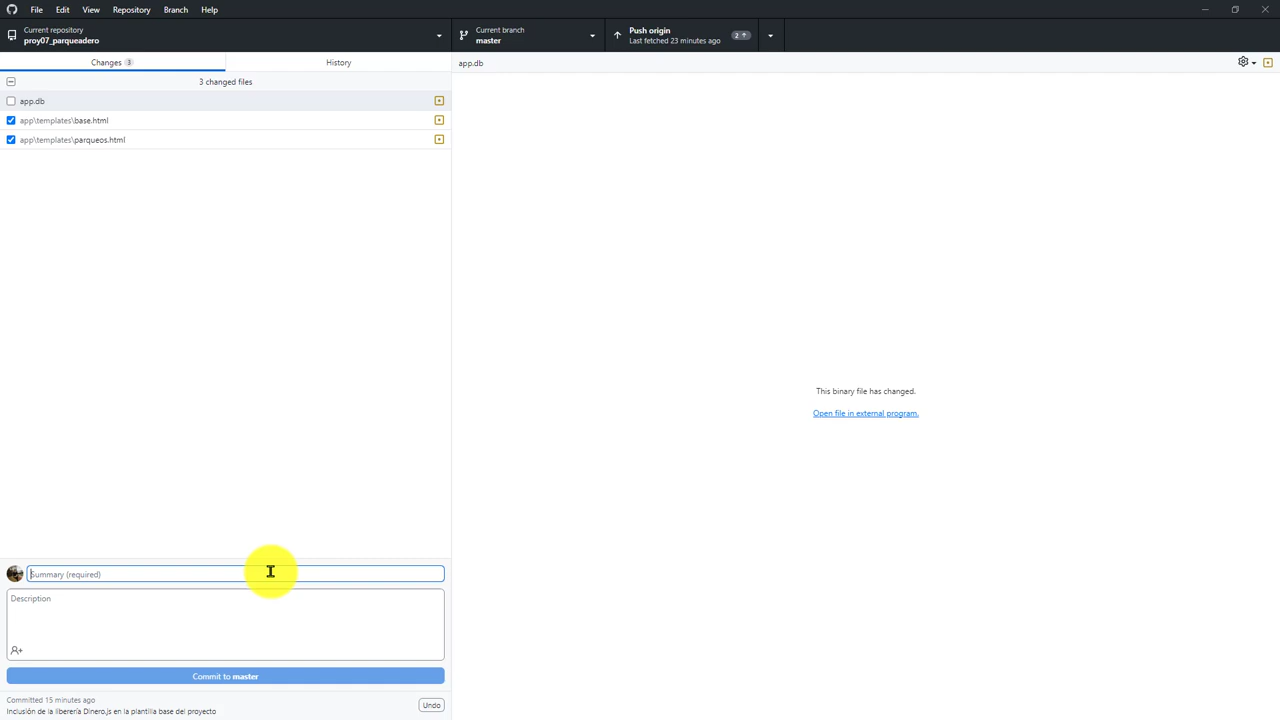 File Edit View Repository Branch Help
Current repository
proy07_parqueadero
Current branch
master
Push origin
Last fetched 23 minutes ago
2
Changes 3
History
app.db
3 changed files
app.db
app\templates\base.html
app\templates\parqueos.html
This binary file has changed.
Open file in external program.
Summary (required)
Description
Commit to master
Committed 15 minutes ago
Inclusión de la liberería Dinero.js en la plantilla base del proyecto
Undo